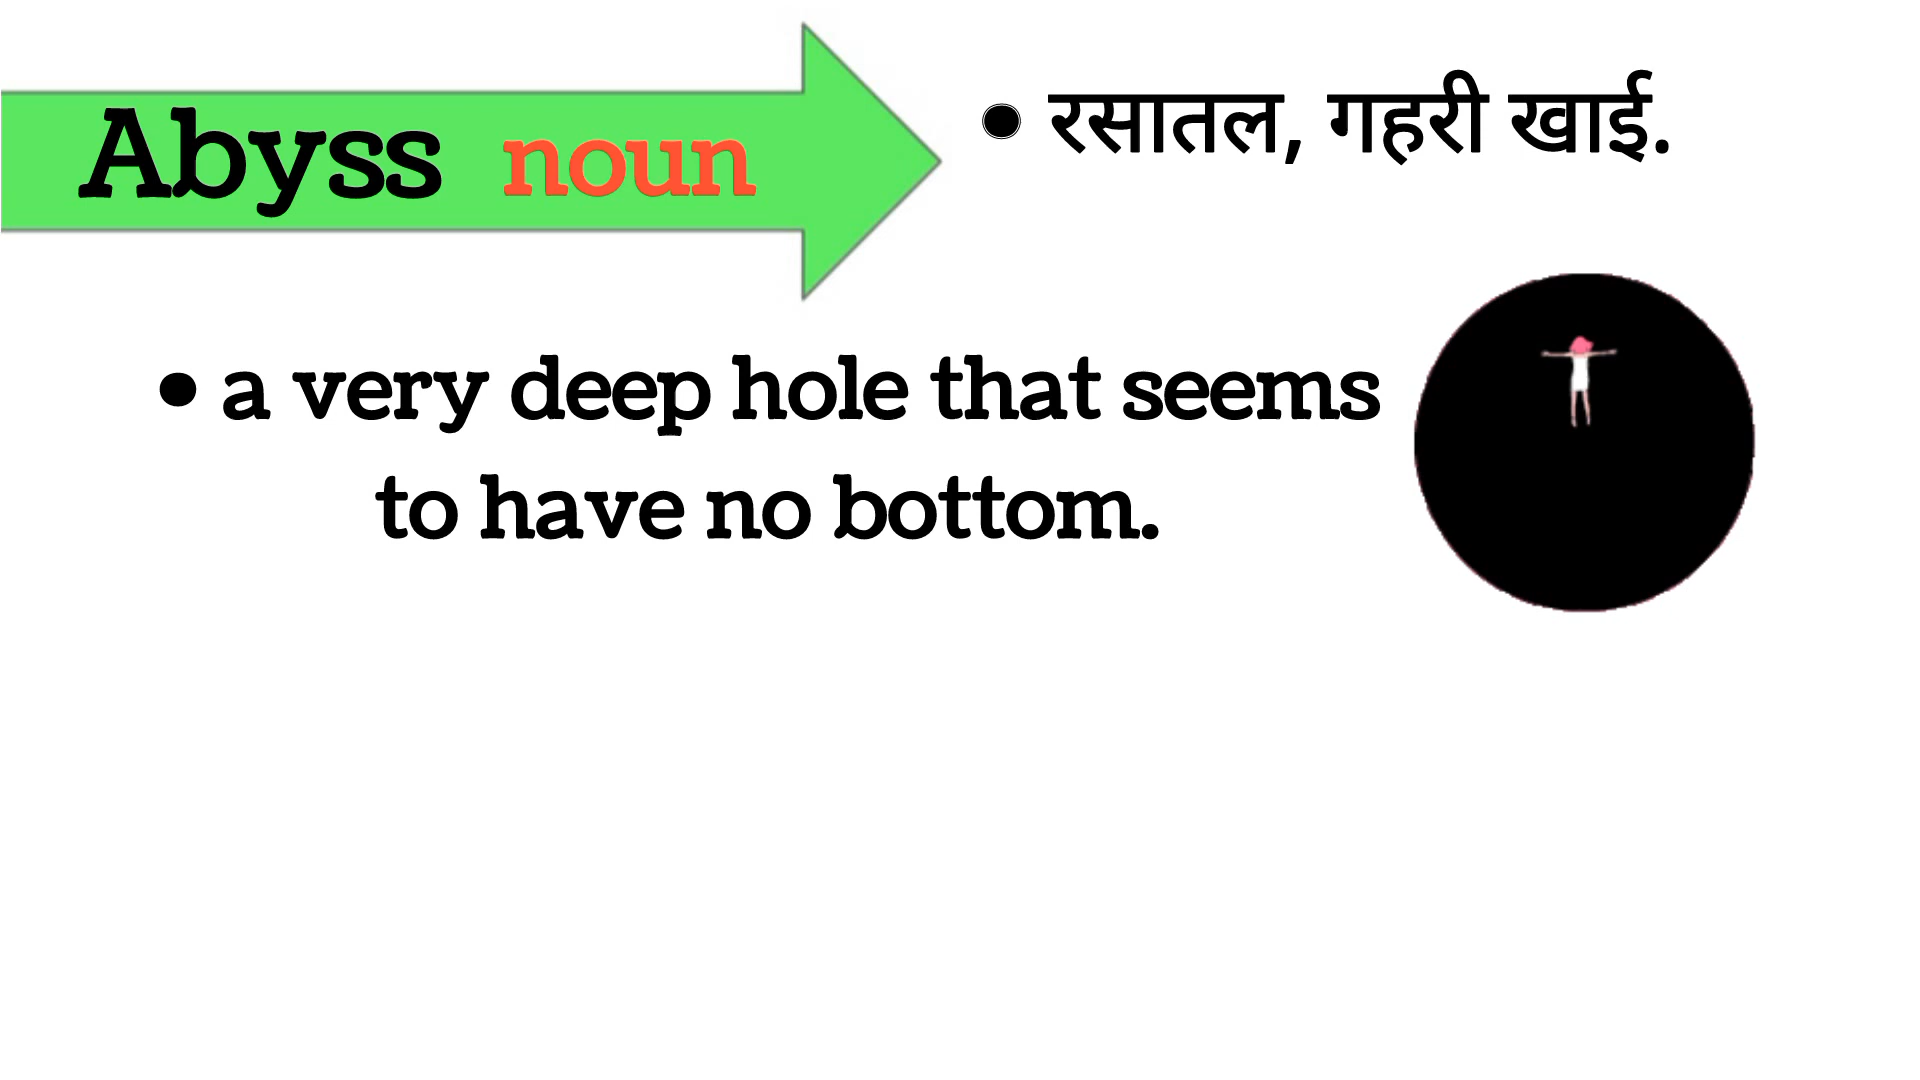 Abyss noun
• रसातल, गहरी खाई.
• a very deep hole that seems
to have no bottom.